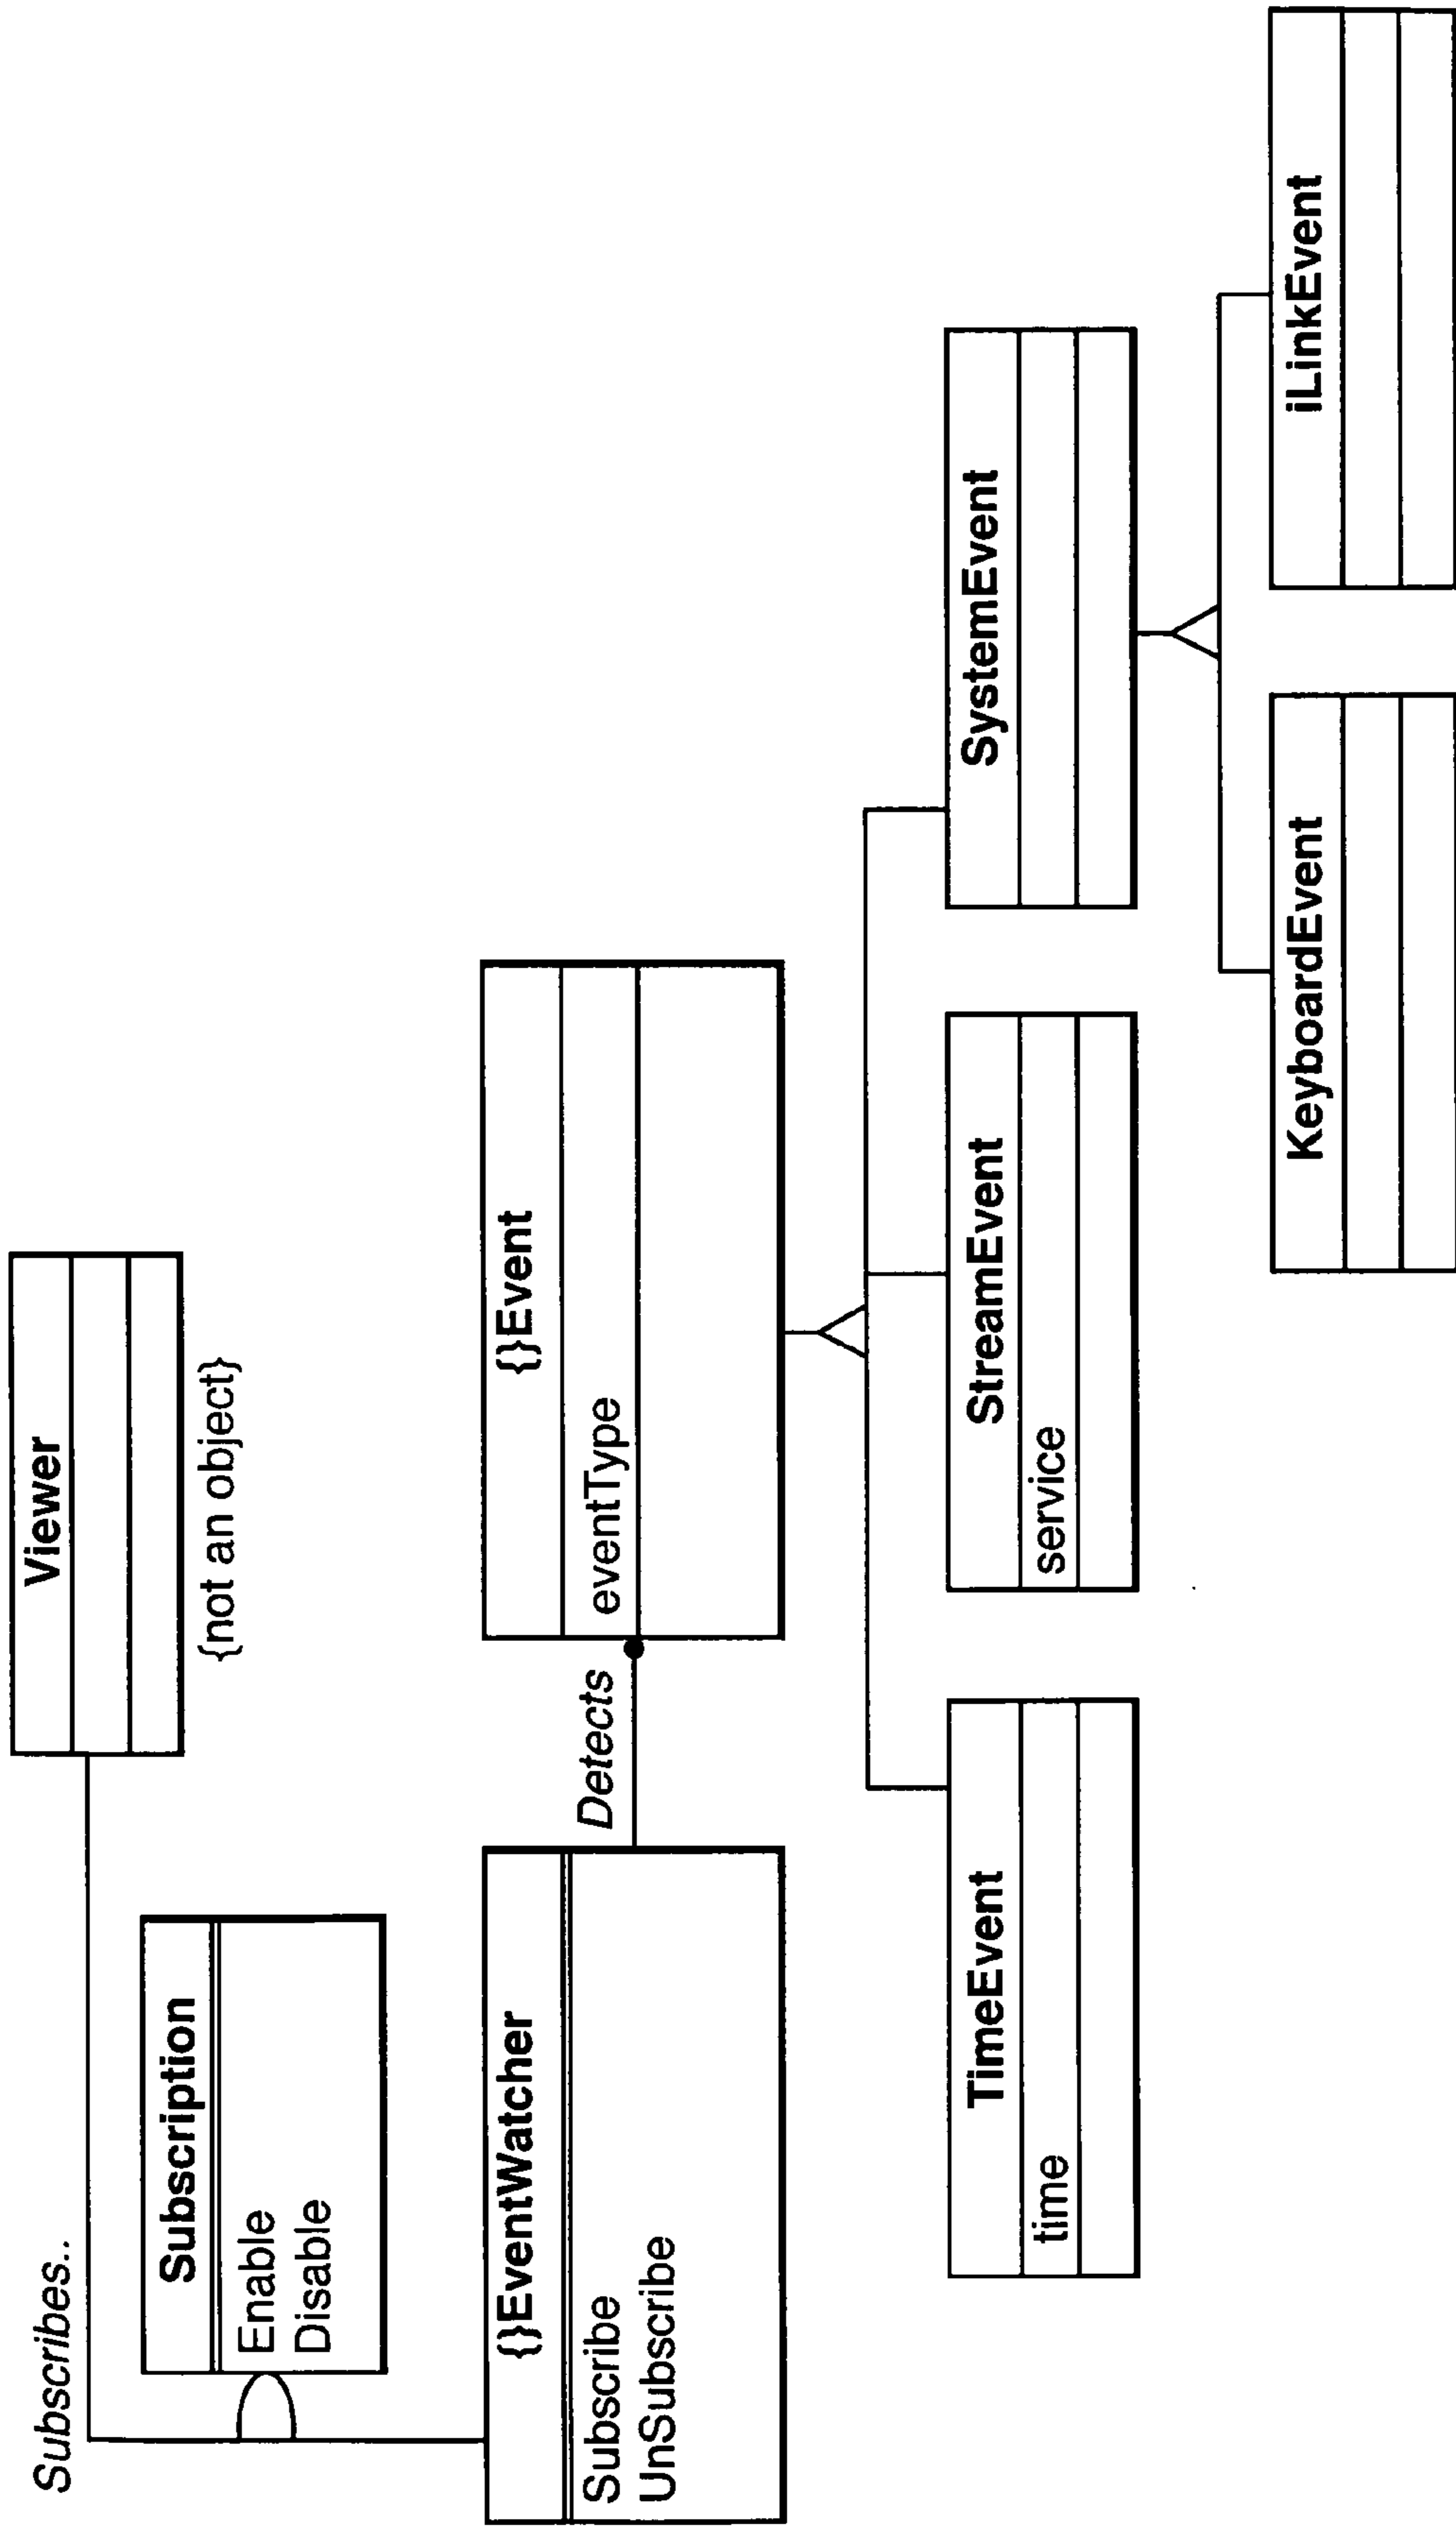 Subscribes..
Viewer
{not an object}
Subscription
Enable
Disable
{}EventWatcher
Subscribe
UnSubscribe
Detects
{}Event
eventType
TimeEvent
time
StreamEvent
service
SystemEvent
KeyboardEvent
iLinkEvent